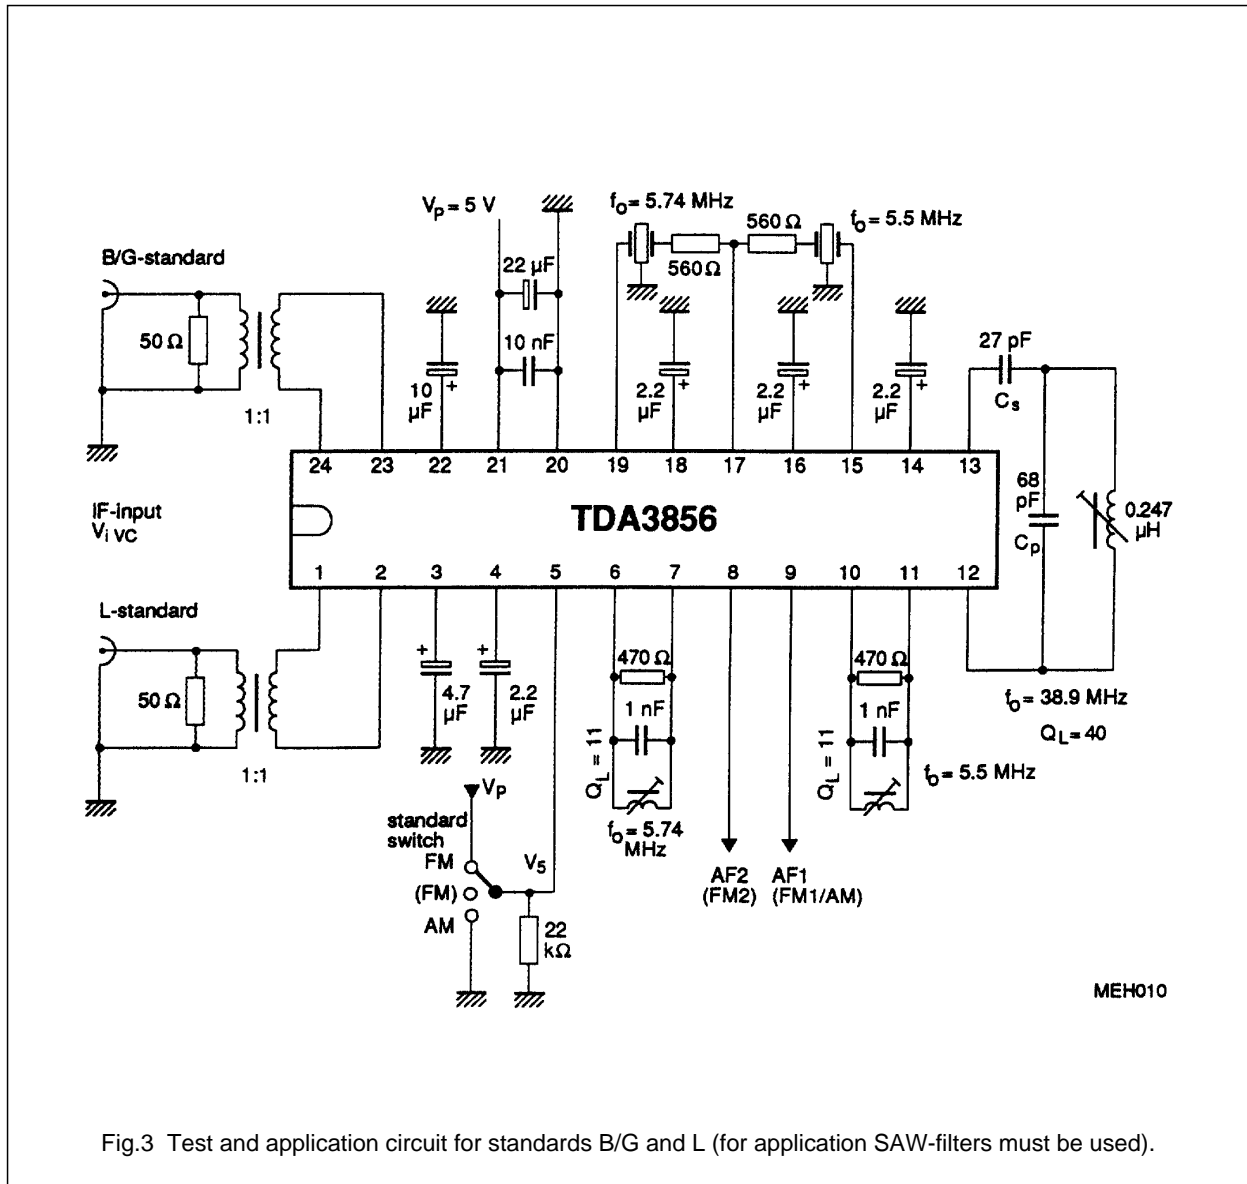 V_P = 5 V
f_o = 5.74 MHz
560 Ω
f_o = 5.5 MHz
560 Ω
B/G-standard
22 µF
50 Ω
10 nF
27 pF
1:1
10
µF
+
2.2
µF
+
2.2
µF
+
2.2
µF
+
C_s
24 23 22 21 20 19 18 17 16 15 14 13
IF-input
V_i VC
TDA3856
68
pF
C_p
0.247
µH
1 2 3 4 5 6 7 8 9 10 11 12
L-standard
50 Ω
1:1
+
4.7
µF
+
2.2
µF
470 Ω
1 nF
Q_L = 11
f_o = 5.74
MHz
470 Ω
1 nF
Q_L = 11
f_o = 5.5 MHz
f_o = 38.9 MHz
Q_L = 40
V_P
standard
switch
FM
(FM)
AM
V_5
22
kΩ
AF2
(FM2)
AF1
(FM1/AM)
MEH010
Fig.3 Test and application circuit for standards B/G and L (for application SAW-filters must be used).